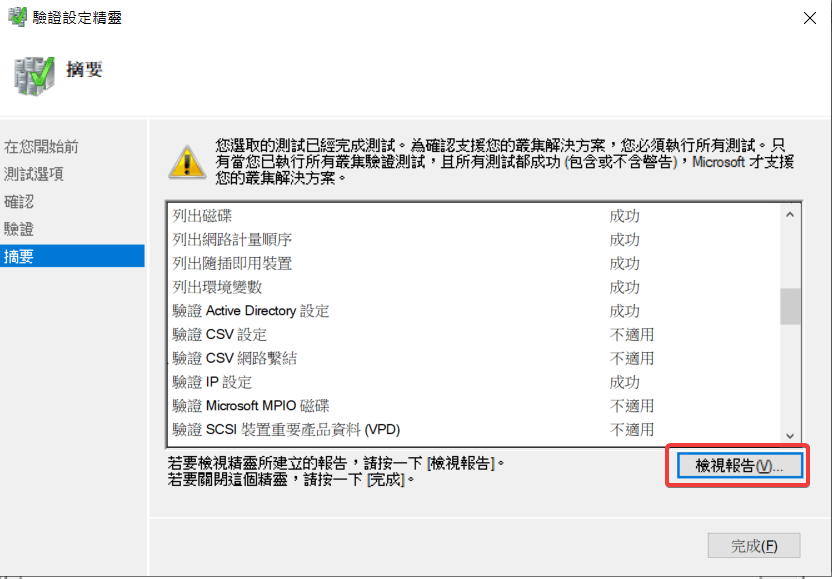 驗證設定精靈
摘要
在您開始前
測試選項
確認
驗證
摘要
您選取的測試已經完成測試。為確認支援您的叢集解決方案，您必須執行所有測試。只
有當您已執行所有叢集驗證測試，且所有測試都成功 (包含或不含警告)，Microsoft 才支援
您的叢集解決方案。
列出磁碟 成功
列出網路計量順序 成功
列出隨插即用裝置 成功
列出環境變數 成功
驗證 Active Directory 設定 成功
驗證 CSV 設定 不適用
驗證 CSV 網路繫結 不適用
驗證 IP 設定 成功
驗證 Microsoft MPIO 磁碟 不適用
驗證 SCSI 裝置重要產品資料 (VPD) 不適用
若要檢視精靈所建立的報告，請按一下 [檢視報告]。
若要關閉這個精靈，請按一下 [完成]。
檢視報告(V)...
完成(F)